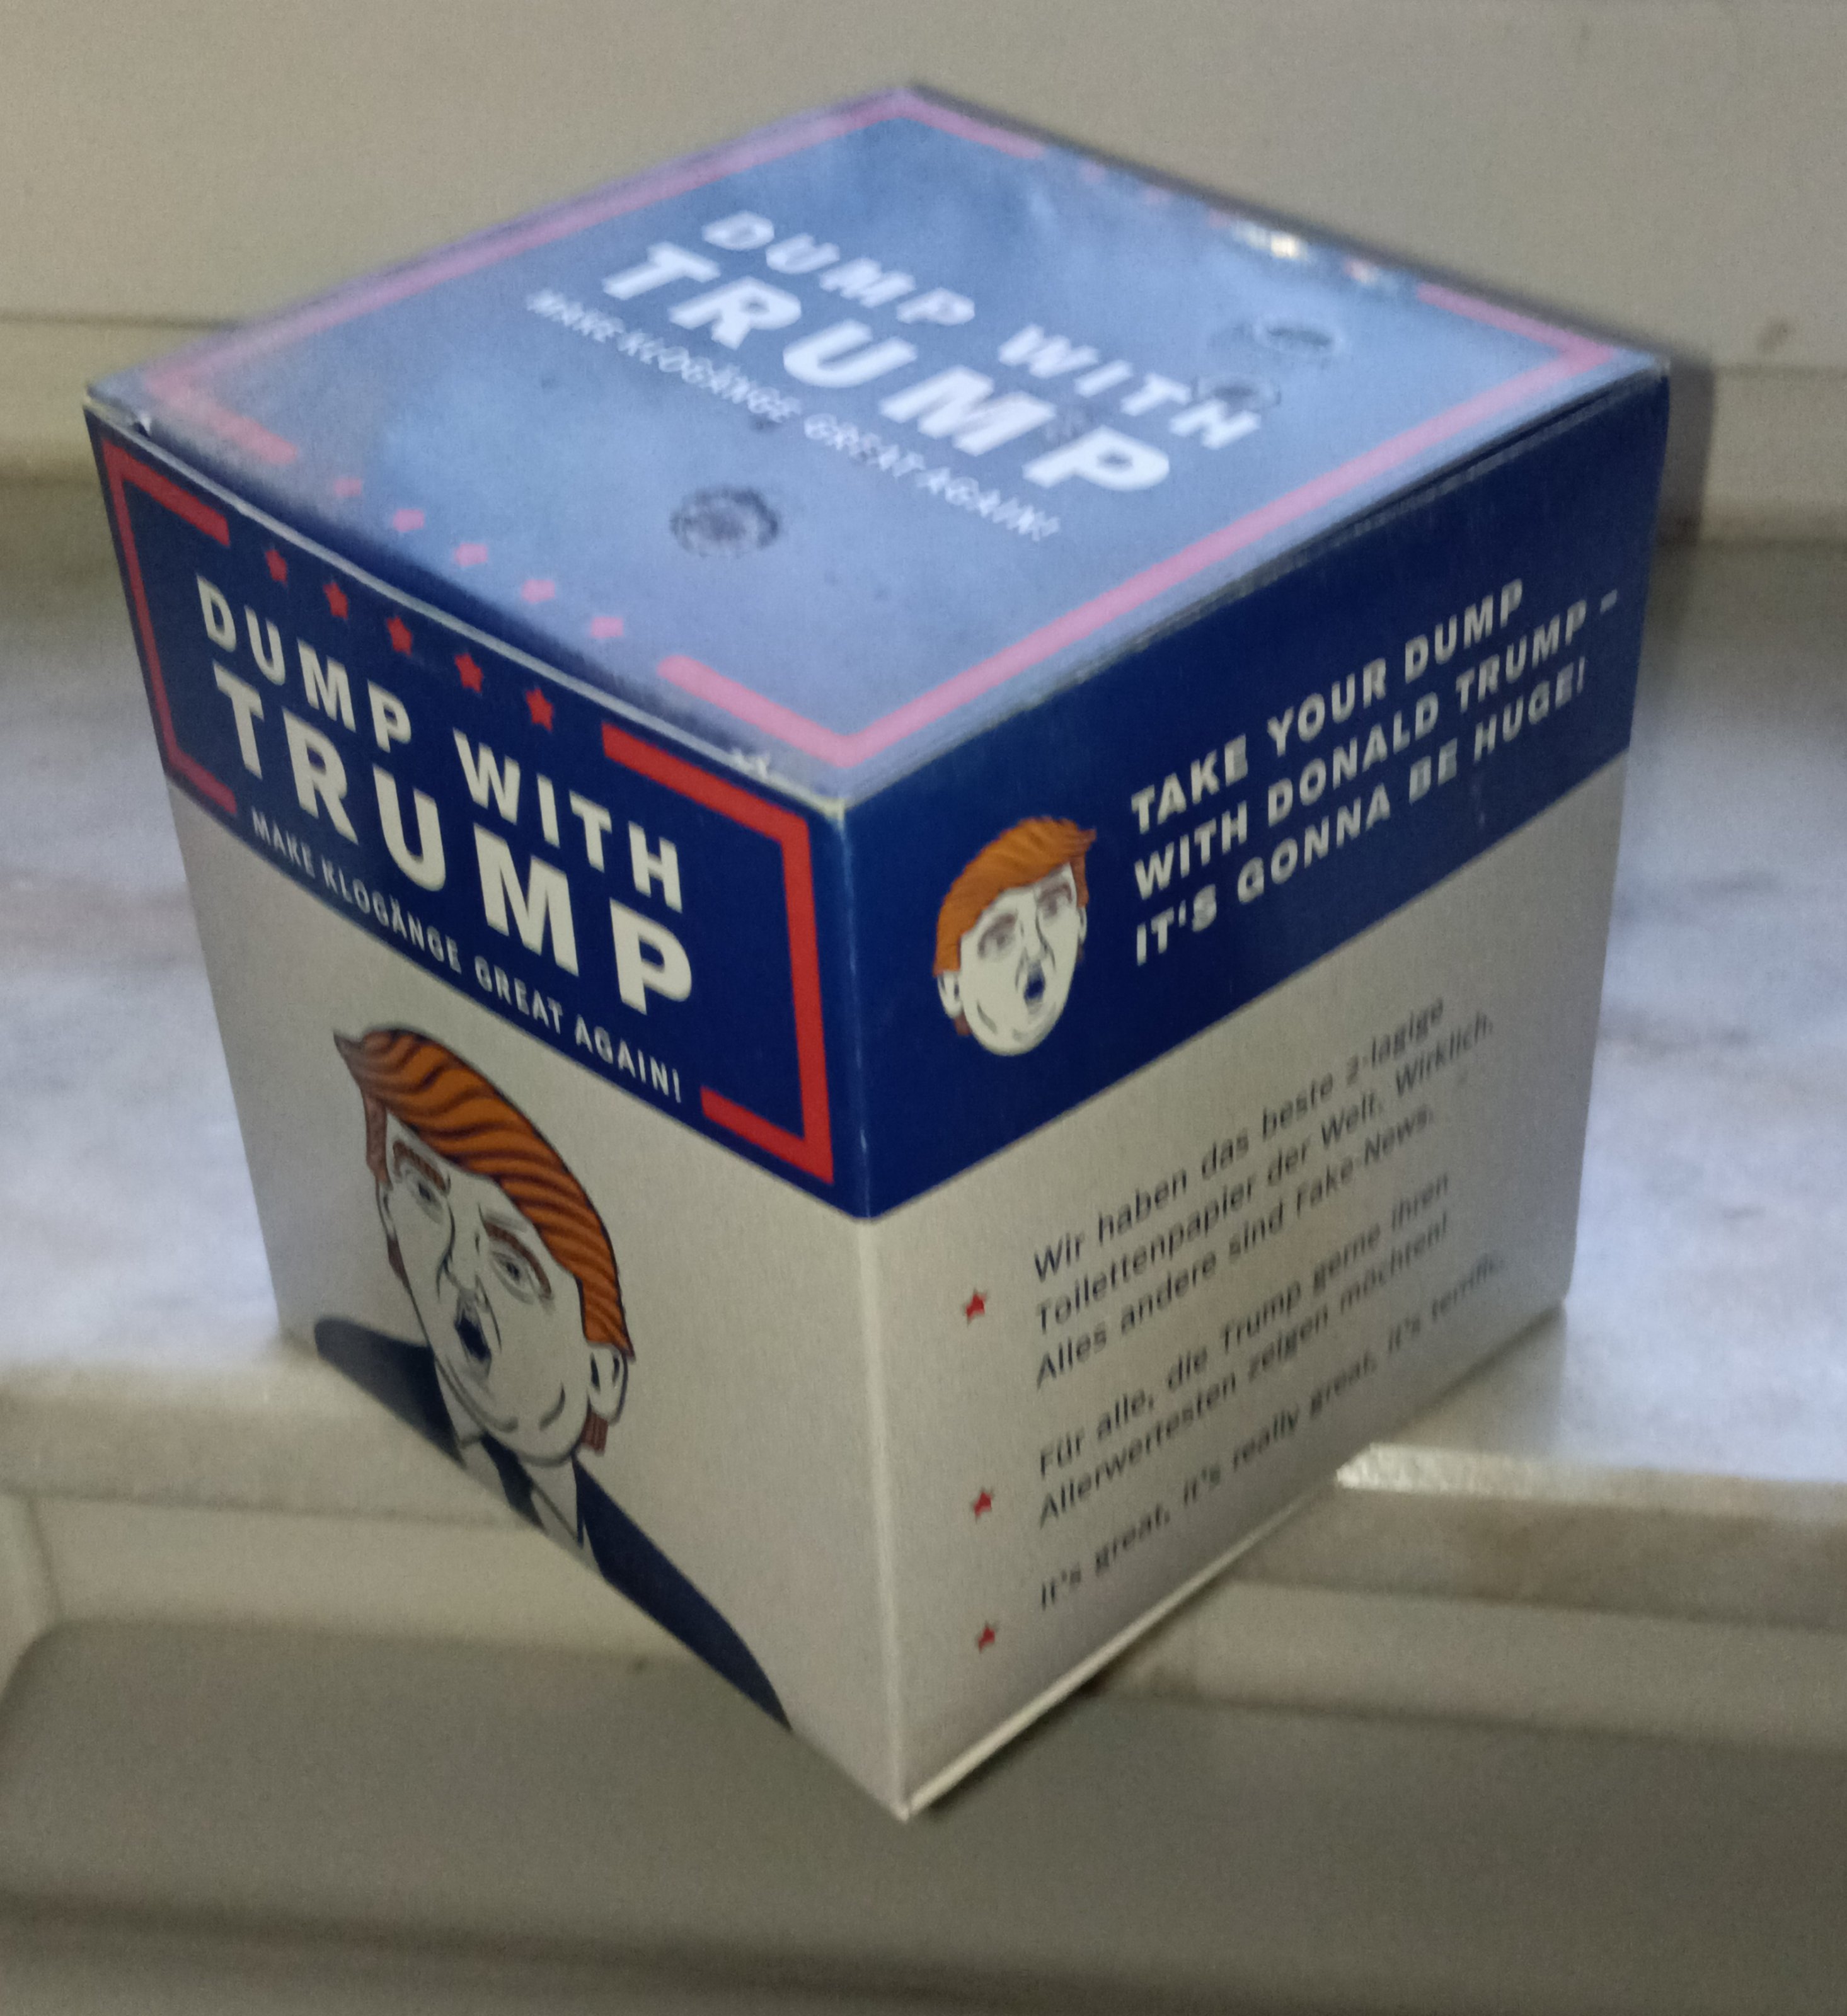 DUMP WITH
TRUMP
MAKE KLOGÄNGE GREAT AGAIN!
DUMP WITH
TRUMP
MAKE KLOGÄNGE GREAT AGAIN!
TAKE YOUR DUMP
WITH DONALD TRUMP -
IT'S GONNA BE HUGE!
Wir haben das beste 2-lagige
Toilettenpapier der Welt. Wirklich.
Alles andere sind Fake-News.
Für alle, die Trump gerne ihren
Allerwertesten zeigen möchten!
It's great, it's really great, it's terrific.